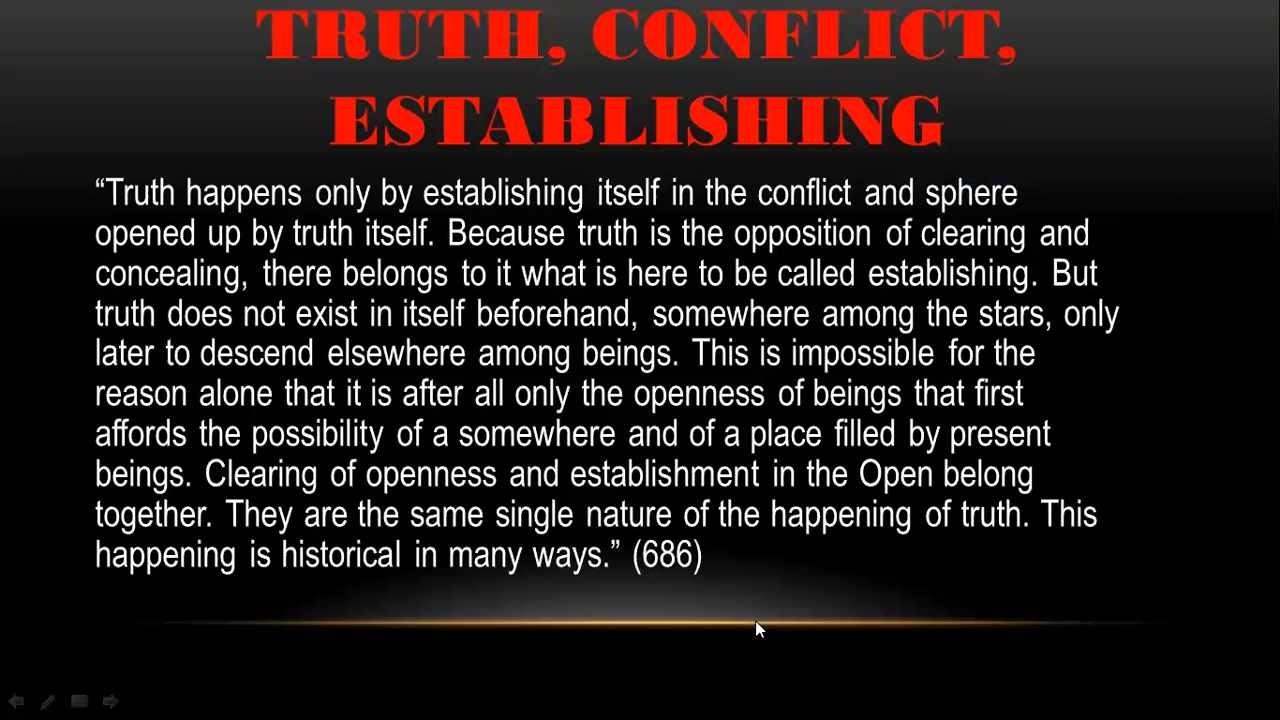 TRUTH, CONFLICT,
ESTABLISHING
“Truth happens only by establishing itself in the conflict and sphere
opened up by truth itself. Because truth is the opposition of clearing and
concealing, there belongs to it what is here to be called establishing. But
truth does not exist in itself beforehand, somewhere among the stars, only
later to descend elsewhere among beings. This is impossible for the
reason alone that it is after all only the openness of beings that first
affords the possibility of a somewhere and of a place filled by present
beings. Clearing of openness and establishment in the Open belong
together. They are the same single nature of the happening of truth. This
happening is historical in many ways.” (686)